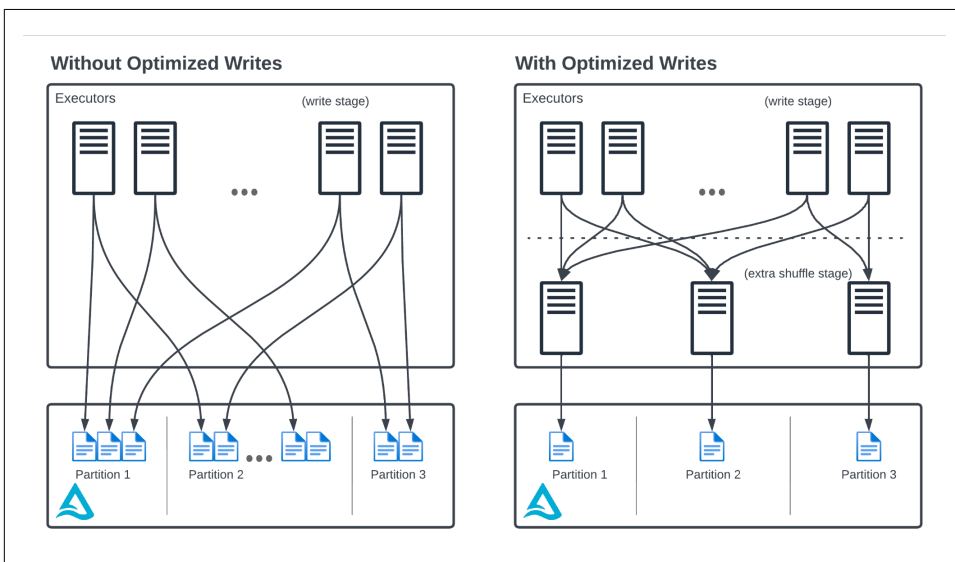 Without Optimized Writes
Executors
(write stage)
Partition 1
Partition 2
Partition 3
With Optimized Writes
Executors
(write stage)
(extra shuffle stage)
Partition 1
Partition 2
Partition 3